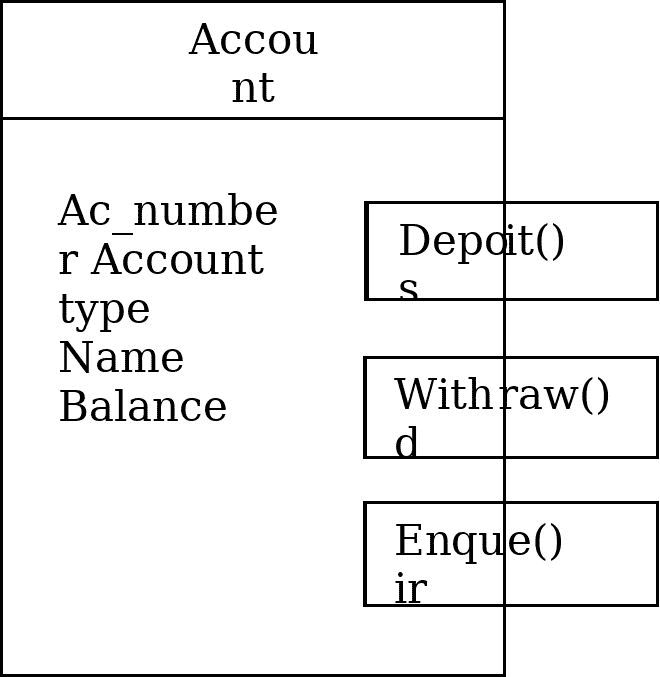 Accou
nt
Ac_numbe
r Account
type
Name
Balance
Depoit()
s
Withraw()
d
Enque()
ir